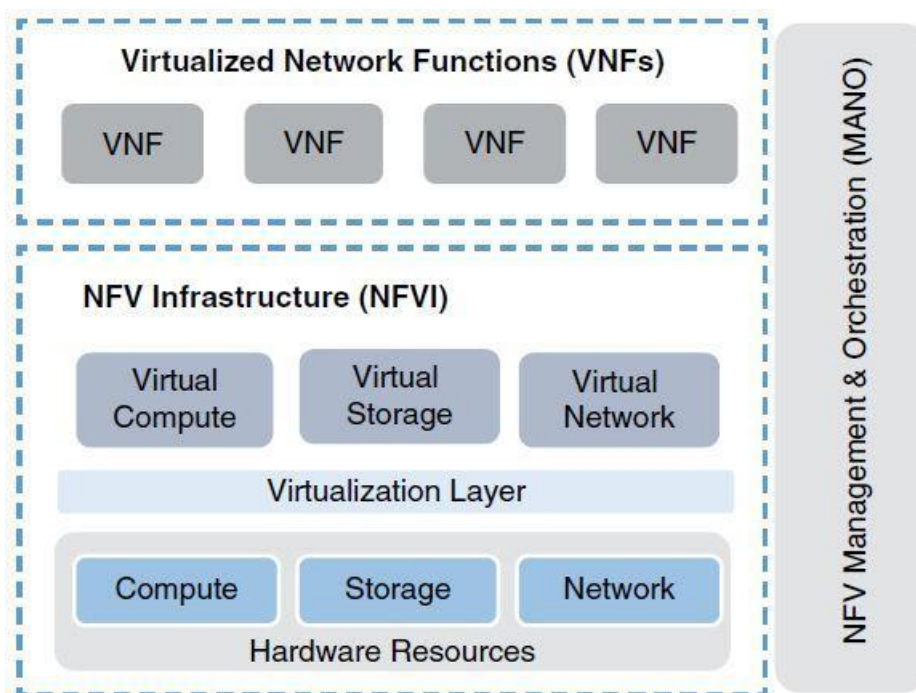 Virtualized Network Functions (VNFs)
VNF
VNF
VNF
VNF
NFV Infrastructure (NFVI)
Virtual
Compute
Virtual
Storage
Virtual
Network
Virtualization Layer
Compute
Storage
Network
Hardware Resources
NFV Management & Orchestration (MANO)